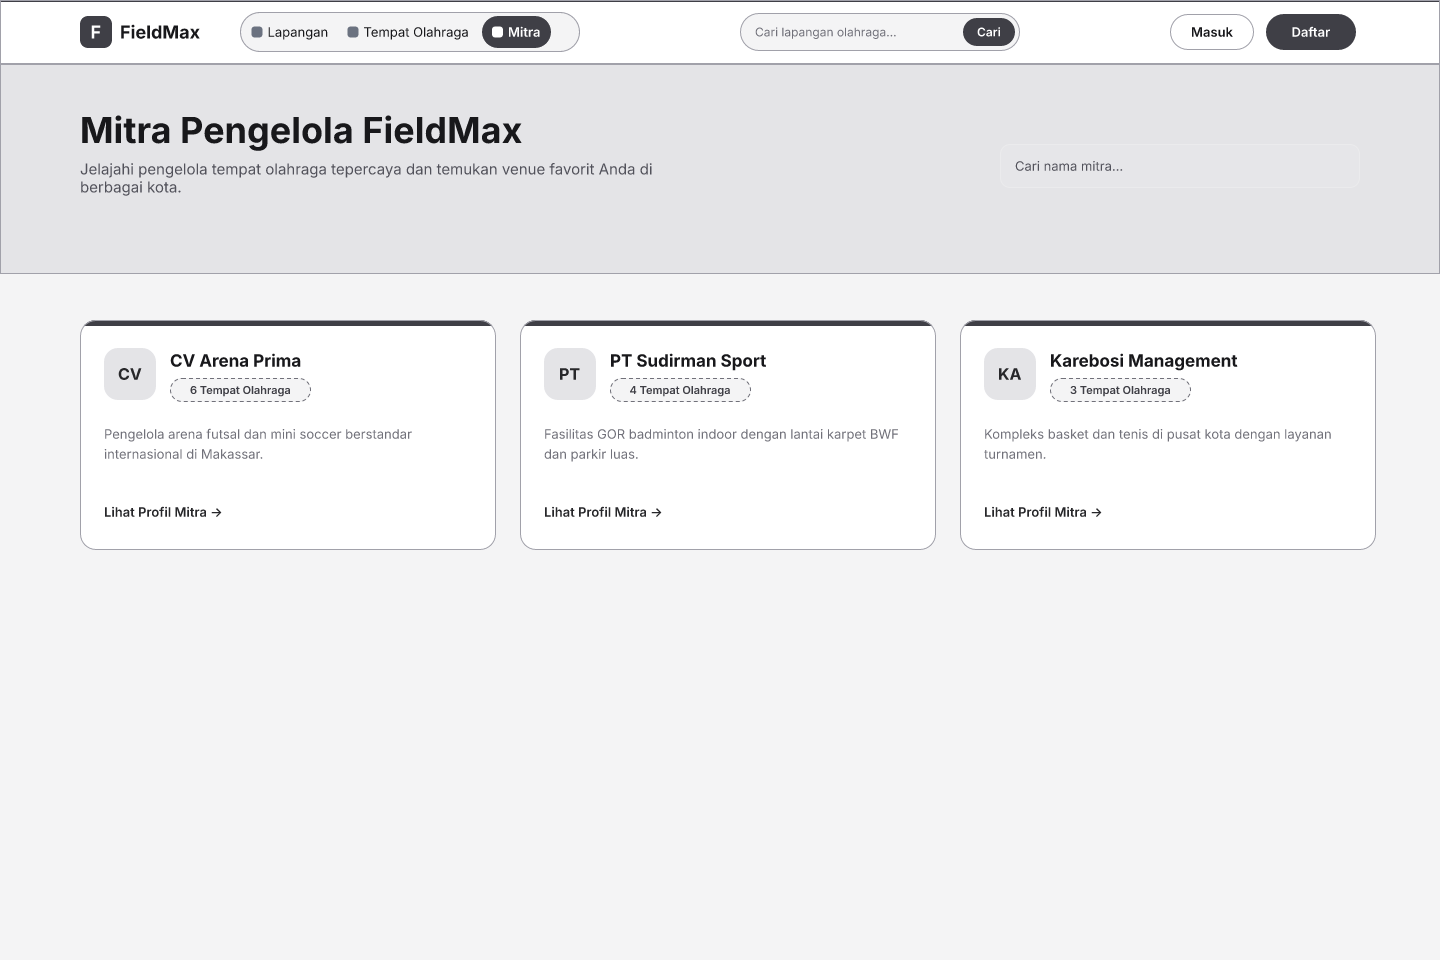 F FieldMax Lapangan Tempat Olahraga Mitra Cari lapangan olahraga... Cari Masuk Daftar
Mitra Pengelola FieldMax
Jelajahi pengelola tempat olahraga tepercaya dan temukan venue favorit Anda di
berbagai kota.
Cari nama mitra...
CV
CV Arena Prima
6 Tempat Olahraga
Pengelola arena futsal dan mini soccer berstandar
internasional di Makassar.
Lihat Profil Mitra →
PT
PT Sudirman Sport
4 Tempat Olahraga
Fasilitas GOR badminton indoor dengan lantai karpet BWF
dan parkir luas.
Lihat Profil Mitra →
KA
Karebosi Management
3 Tempat Olahraga
Kompleks basket dan tenis di pusat kota dengan layanan
turnamen.
Lihat Profil Mitra →